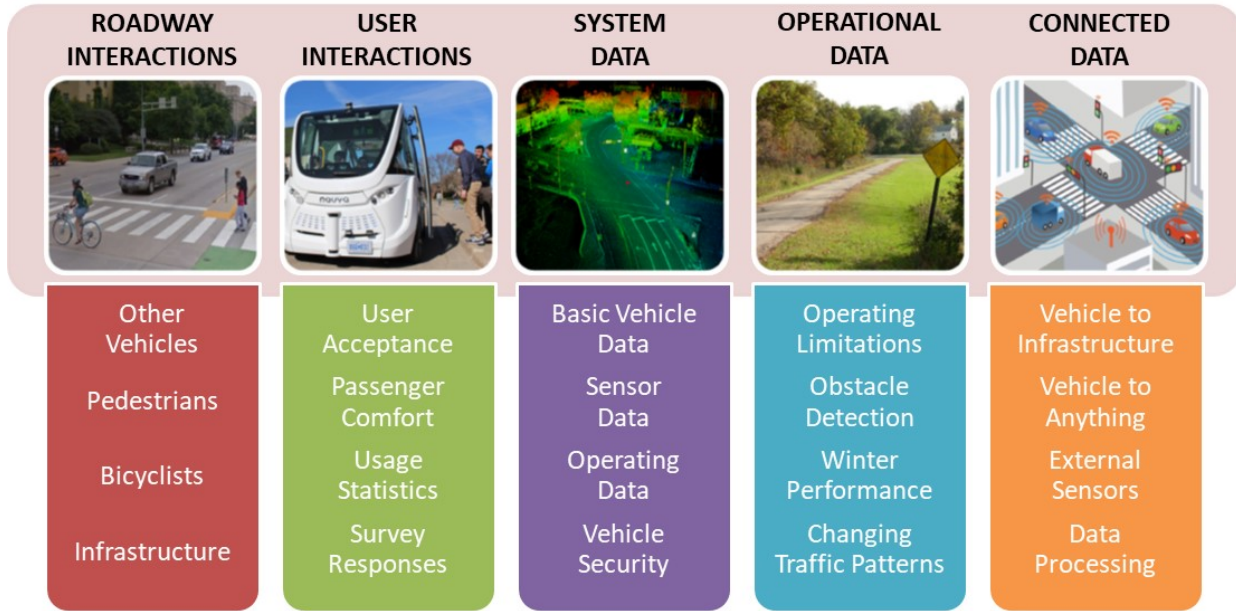 ROADWAY
INTERACTIONS
USER
INTERACTIONS
SYSTEM
DATA
OPERATIONAL
DATA
CONNECTED
DATA
navya
Other
Vehicles
Pedestrians
Bicyclists
Infrastructure
User
Acceptance
Passenger
Comfort
Usage
Statistics
Survey
Responses
Basic Vehicle
Data
Sensor
Data
Operating
Data
Vehicle
Security
Operating
Limitations
Obstacle
Detection
Winter
Performance
Changing
Traffic Patterns
Vehicle to
Infrastructure
Vehicle to
Anything
External
Sensors
Data
Processing